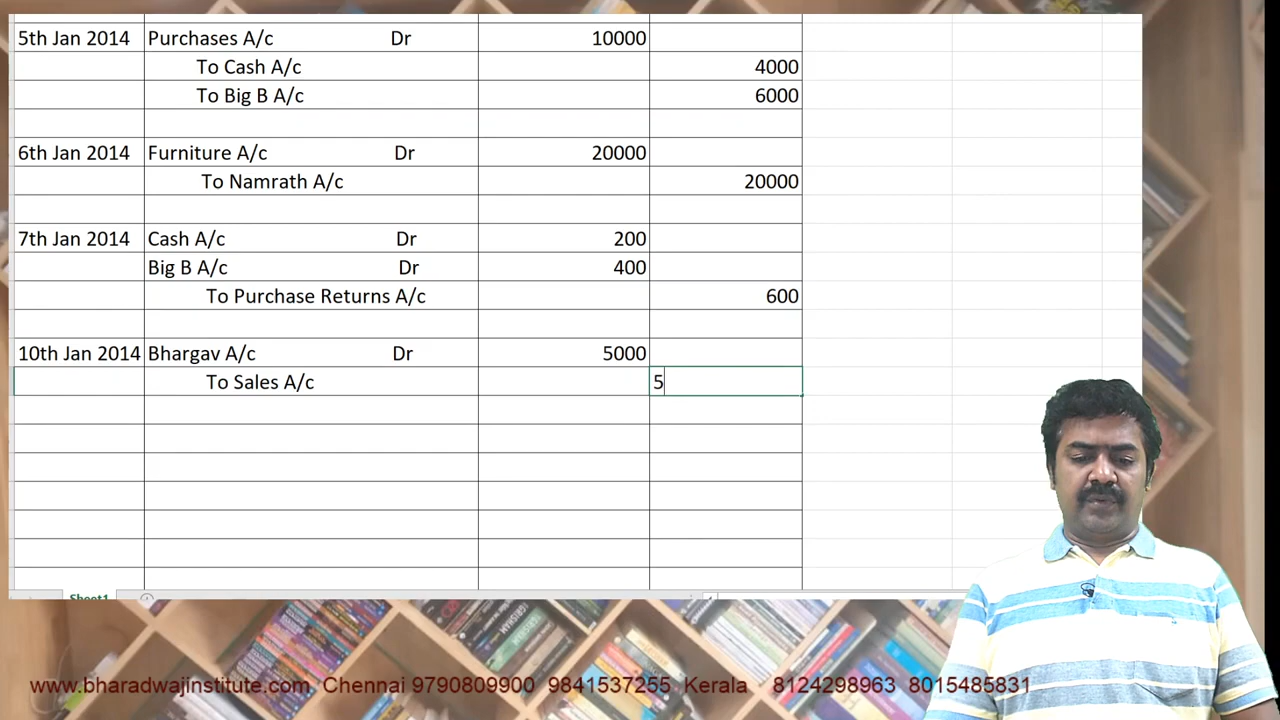 5th Jan 2014 Purchases A/c Dr 10000
To Cash A/c 4000
To Big B A/c 6000
6th Jan 2014 Furniture A/c Dr 20000
To Namrath A/c 20000
7th Jan 2014 Cash A/c Dr 200
Big B A/c Dr 400
To Purchase Returns A/c 600
10th Jan 2014 Bhargav A/c Dr 5000
To Sales A/c 5
Sheet1
GRISHAM
www.bharadwajinstitute.com Chennai-9790809900 9841537255 Kerala 8124298963 8015485831